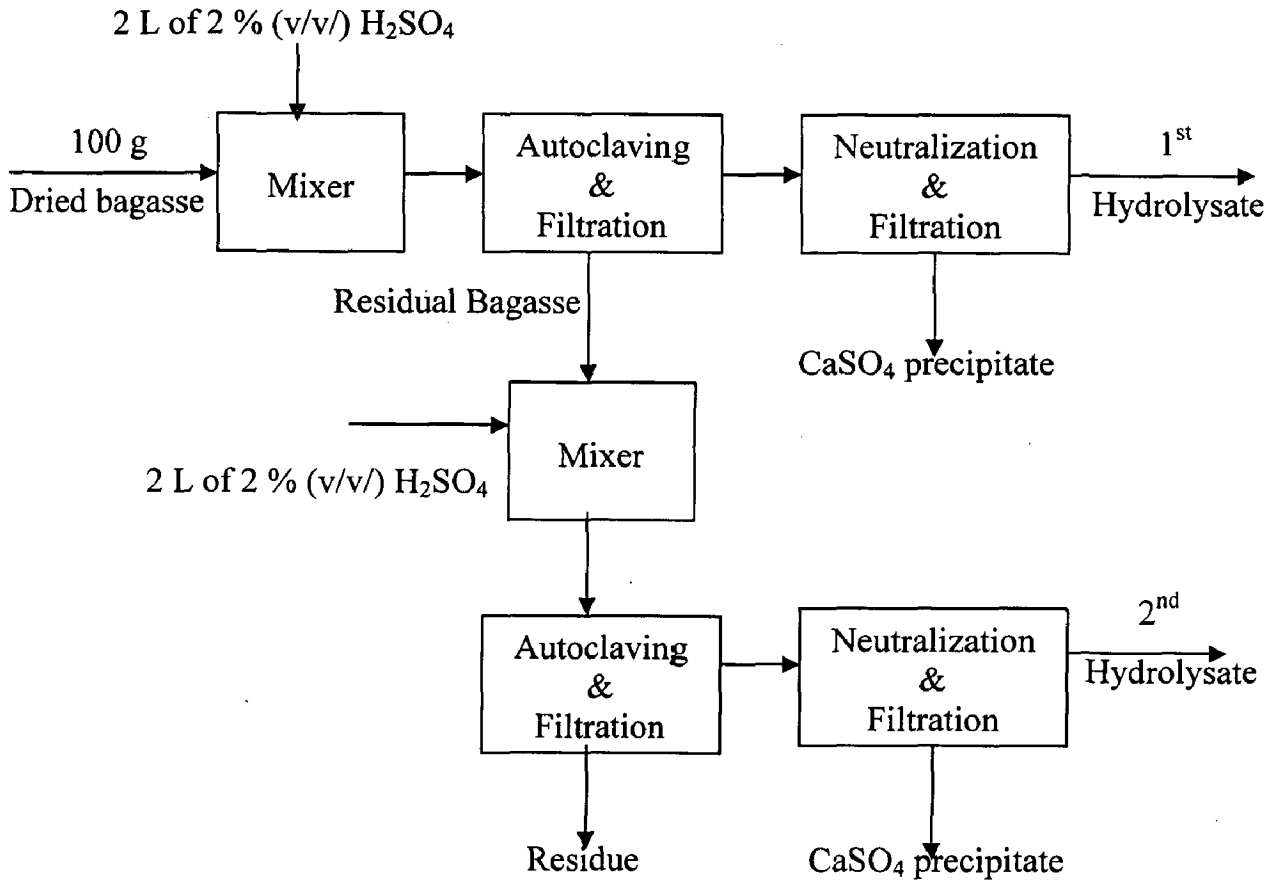 2 L of 2 % (v/v/) H₂SO₄
100 g
Dried bagasse
Mixer
Autoclaving
&
Filtration
Neutralization
&
Filtration
1ˢᵗ
Hydrolysate
Residual Bagasse
CaSO₄ precipitate
2 L of 2 % (v/v/) H₂SO₄
Mixer
Autoclaving
&
Filtration
Neutralization
&
Filtration
2ⁿᵈ
Hydrolysate
Residue
CaSO₄ precipitate